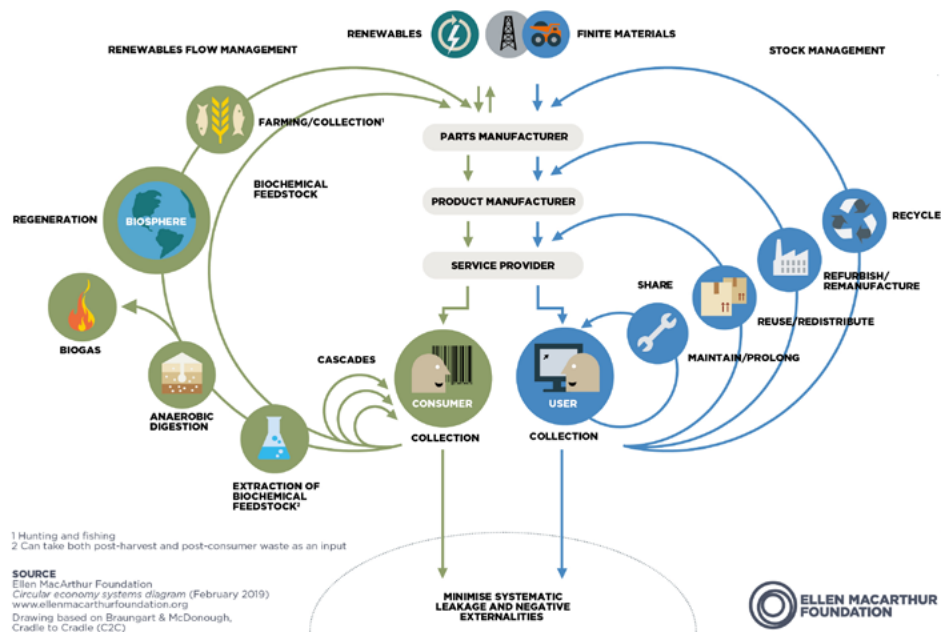 RENEWABLES
FINITE MATERIALS
RENEWABLES FLOW MANAGEMENT
STOCK MANAGEMENT
FARMING/COLLECTION¹
PARTS MANUFACTURER
BIOCHEMICAL
FEEDSTOCK
PRODUCT MANUFACTURER
REGENERATION
BIOSPHERE
RECYCLE
SERVICE PROVIDER
SHARE
REFURBISH/
REMANUFACTURE
REUSE/REDISTRIBUTE
BIOGAS
CASCADES
MAINTAIN/PROLONG
CONSUMER
USER
ANAEROBIC
DIGESTION
COLLECTION
COLLECTION
EXTRACTION OF
BIOCHEMICAL
FEEDSTOCK²
1 Hunting and fishing
2 Can take both post-harvest and post-consumer waste as an input
SOURCE
Ellen MacArthur Foundation
Circular economy systems diagram (February 2019)
www.ellenmacarthurfoundation.org
Drawing based on Braungart & McDonough,
Cradle to Cradle (C2C)
MINIMISE SYSTEMATIC
LEAKAGE AND NEGATIVE
EXTERNALITIES
ELLEN MACARTHUR
FOUNDATION